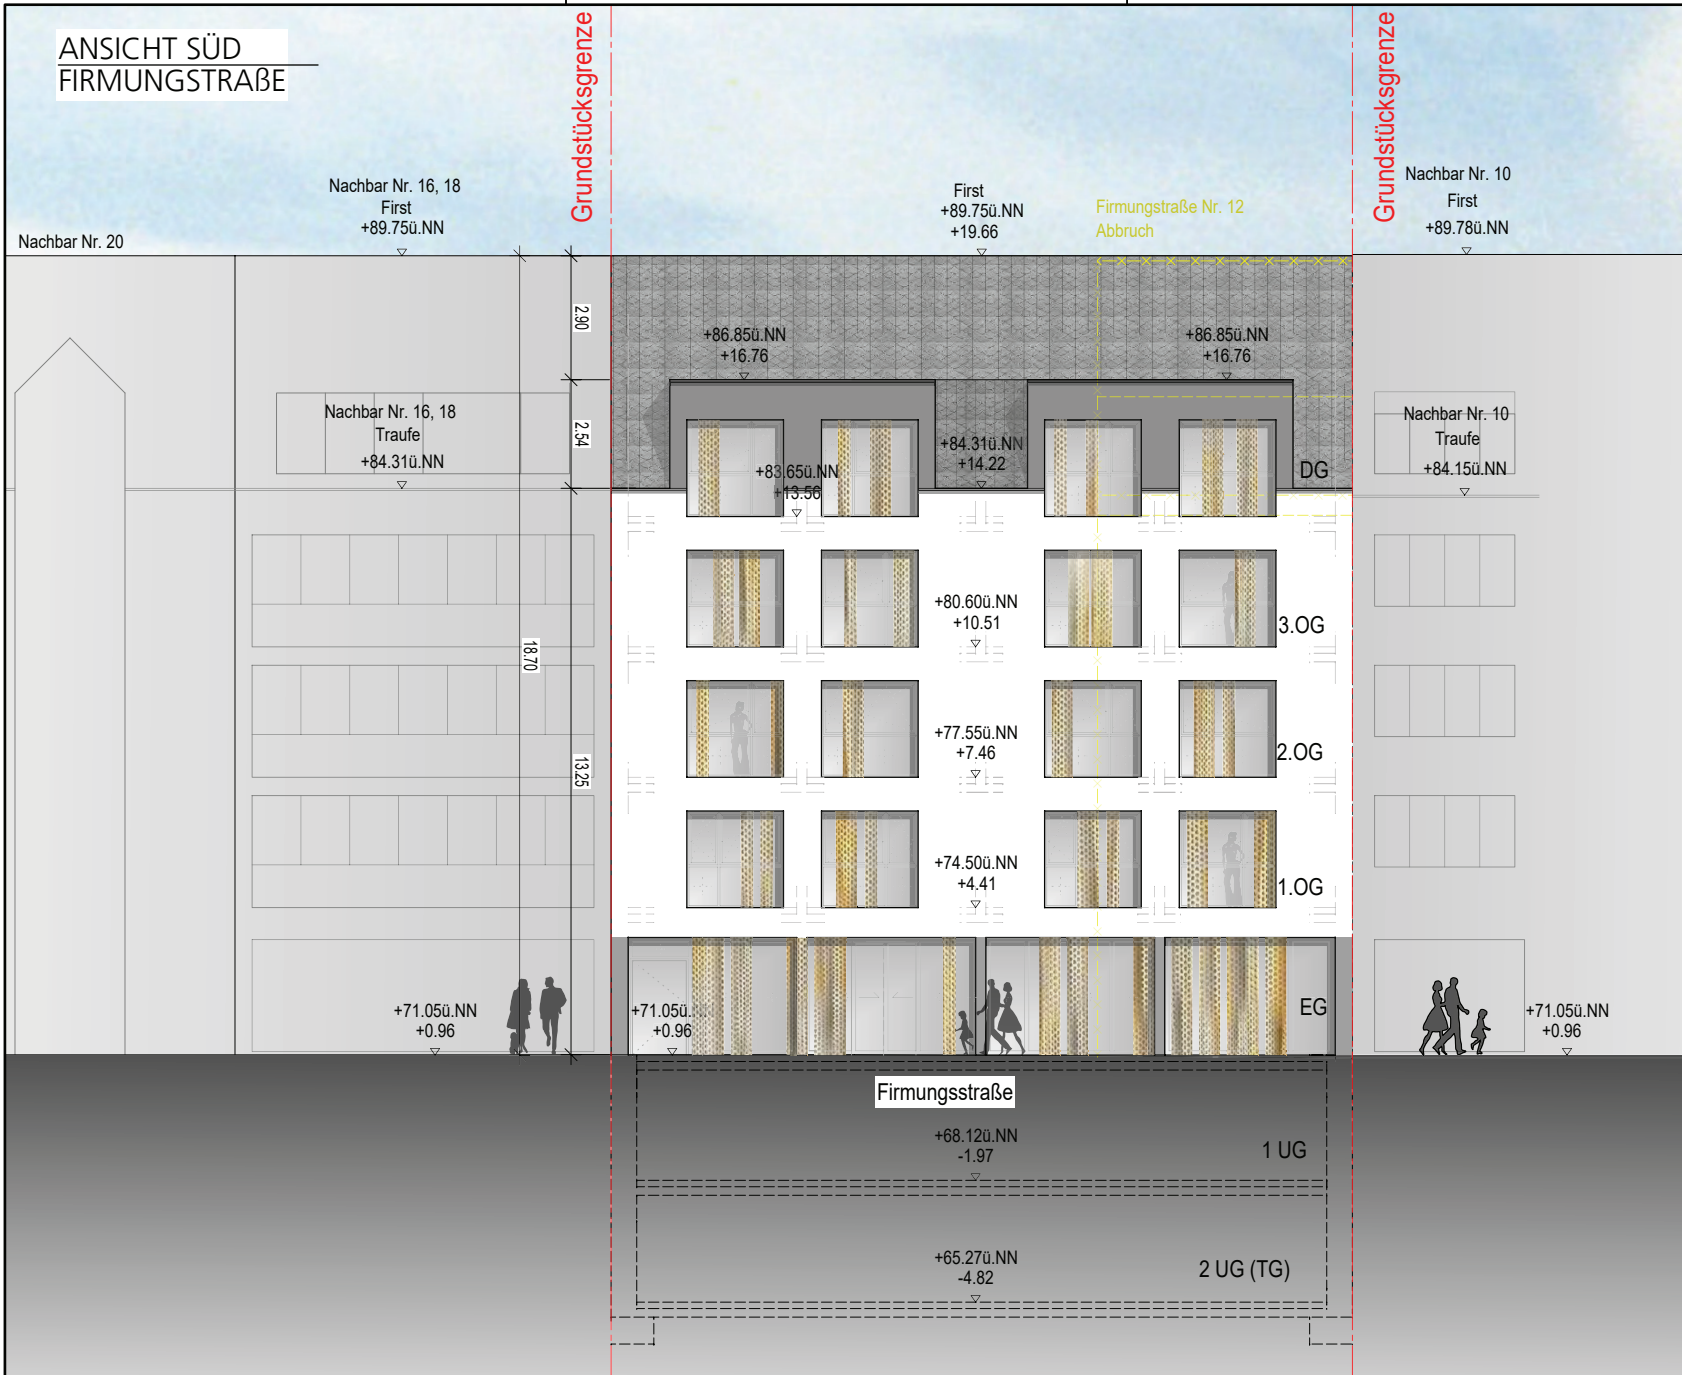 ANSICHT SÜD
FIRMUNGSTRAßE
Grundstücksgrenze
Grundstücksgrenze
Nachbar Nr. 20
Nachbar Nr. 16, 18
First
+89.75ü.NN
First
+89.75ü.NN
+19.66
Firmungstraße Nr. 12
Abbruch
Nachbar Nr. 10
First
+89.78ü.NN
2.90
+86.85ü.NN
+16.76
+86.85ü.NN
+16.76
2.54
Nachbar Nr. 16, 18
Traufe
+84.31ü.NN
+83.65ü.NN
+13.56
+84.31ü.NN
+14.22
DG
Nachbar Nr. 10
Traufe
+84.15ü.NN
18.70
+80.60ü.NN
+10.51
3.OG
13.25
+77.55ü.NN
+7.46
2.OG
+74.50ü.NN
+4.41
1.OG
+71.05ü.NN
+0.96
+71.05ü.
+0.96
EG
+71.05ü.NN
+0.96
Firmungsstraße
+68.12ü.NN
-1.97
1 UG
+65.27ü.NN
-4.82
2 UG (TG)